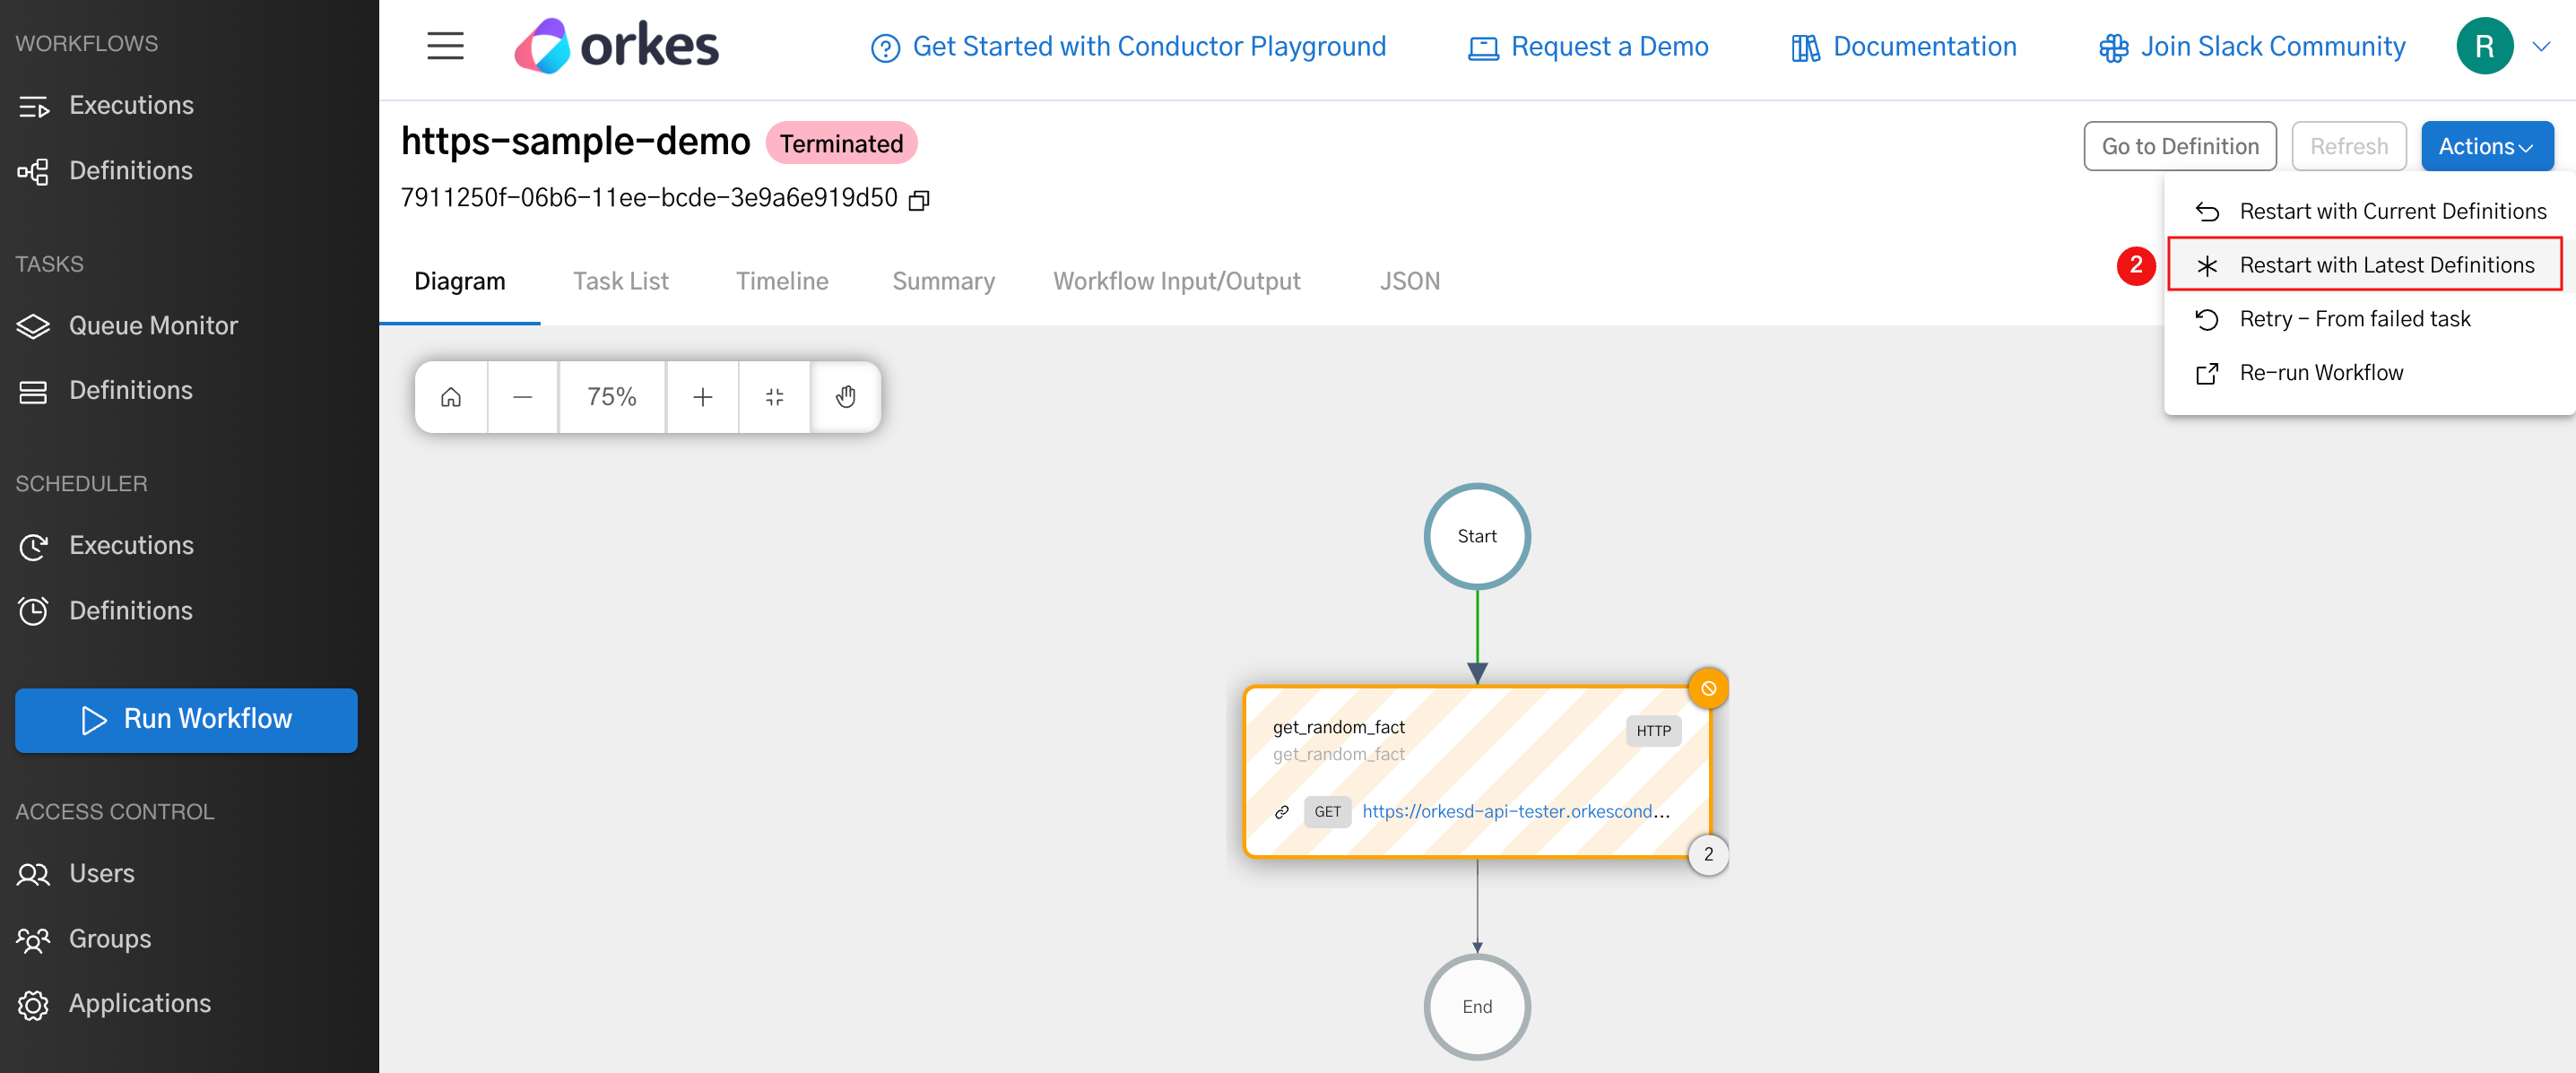 WORKFLOWS
Executions
Definitions
TASKS
Queue Monitor
Definitions
SCHEDULER
Executions
Definitions
Run Workflow
ACCESS CONTROL
Users
Groups
Applications
orkes
Get Started with Conductor Playground
Request a Demo
Documentation
Join Slack Community
R
https-sample-demo
Terminated
7911250f-06b6-11ee-bcde-3e9a6e919d50
Go to Definition
Refresh
Actions
Restart with Current Definitions
2
Restart with Latest Definitions
Retry - From failed task
Re-run Workflow
Diagram
Task List
Timeline
Summary
Workflow Input/Output
JSON
75%
Start
get_random_fact
HTTP
get_random_fact
GET
https://orkesd-api-tester.orkescond...
2
End